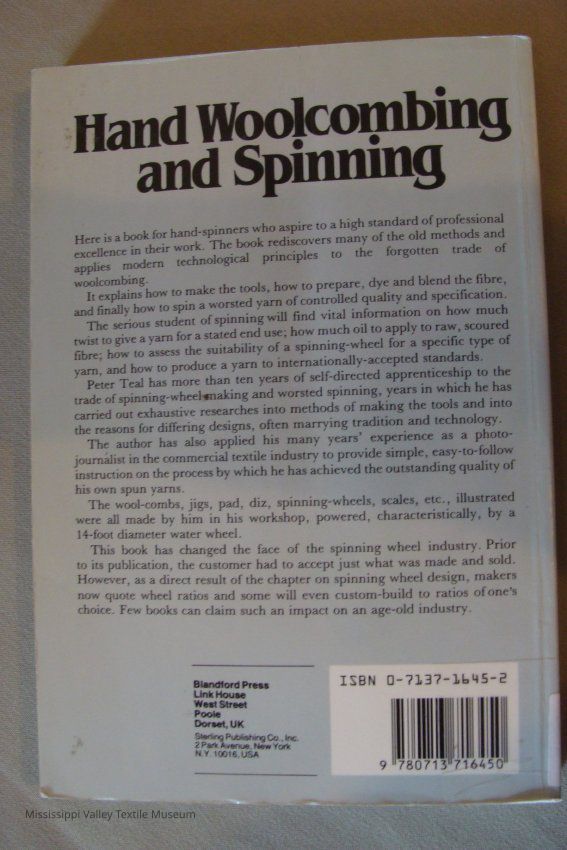 Hand Woolcombing
and Spinning
Here is a book for hand-spinners who aspire to a high standard of professional
excellence in their work. The book rediscovers many of the old methods and
applies modern technological principles to the forgotten trade of
woolcombing.
It explains how to make the tools, how to prepare, dye and blend the fibre,
and finally how to spin a worsted yarn of controlled quality and specification.
The serious student of spinning will find vital information on how much
twist to give a yarn for a stated end use; how much oil to apply to raw, scoured
fibre; how to assess the suitability of a spinning-wheel for a specific type of
yarn, and how to produce a yarn to internationally-accepted standards.
Peter Teal has more than ten years of self-directed apprenticeship to the
trade of spinning-wheel making and worsted spinning, years in which he has
carried out exhaustive researches into methods of making the tools and into
the reasons for differing designs, often marrying tradition and technology.
The author has also applied his many years' experience as a photo-
journalist in the commercial textile industry to provide simple, easy-to-follow
instruction on the process by which he has achieved the outstanding quality of
his own spun yarns.
The wool-combs, jigs, pad, diz, spinning-wheels, scales, etc., illustrated
were all made by him in his workshop, powered, characteristically, by a
14-foot diameter water wheel.
This book has changed the face of the spinning wheel industry. Prior
to its publication, the customer had to accept just what was made and sold.
However, as a direct result of the chapter on spinning wheel design, makers
now quote wheel ratios and some will even custom-build to ratios of one's
choice. Few books can claim such an impact on an age-old industry.
Blandford Press
Link House
West Street
Poole
Dorset, UK
Sterling Publishing Co., Inc.
2 Park Avenue, New York
N.Y. 10016, USA
ISBN 0-7137-1645-2
9 780713 716450
Mississippi Valley Textile Museum